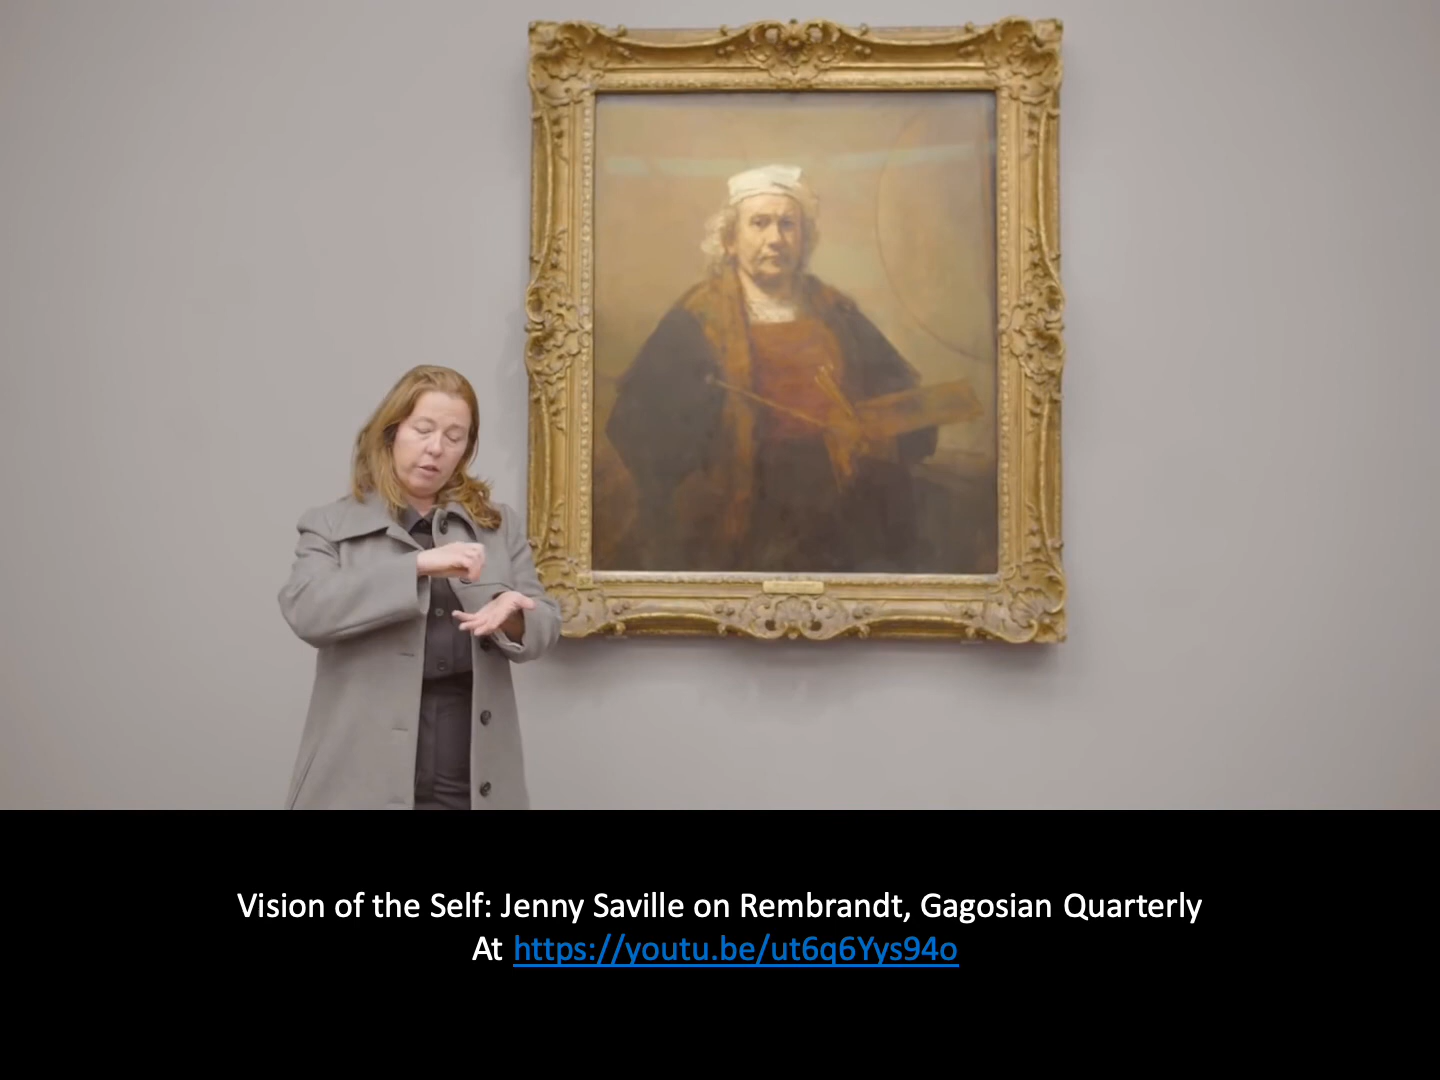 Vision of the Self: Jenny Saville on Rembrandt, Gagosian Quarterly
At https://youtu.be/ut6q6Yys94o